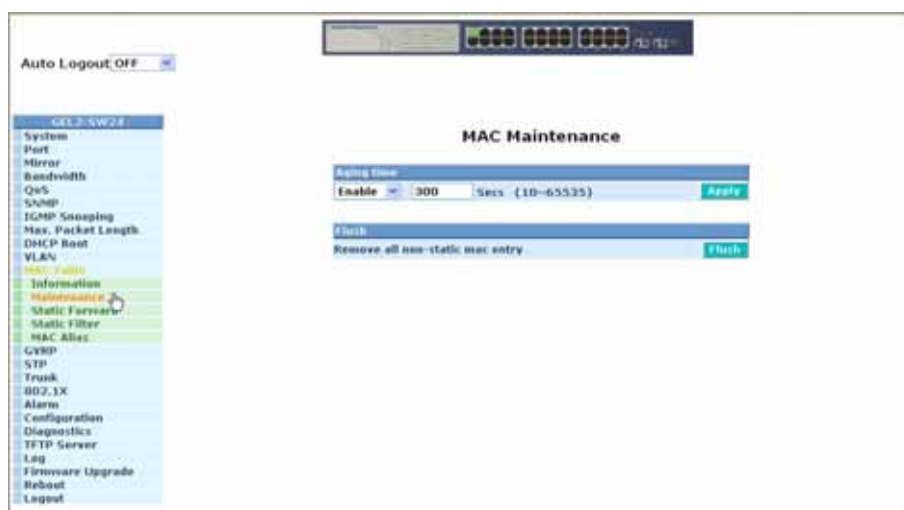 Auto Logout OFF
GEL2-SW24
System
Port
Mirror
Bandwidth
QoS
SNMP
IGMP Snooping
Max. Packet Length
DHCP Boot
VLAN
MAC Table
Information
Maintenance
Static Forward
Static Filter
MAC Alias
GVRP
STP
Trunk
802.1X
Alarm
Configuration
Diagnostics
TFTP Server
Log
Firmware Upgrade
Reboot
Logout
MAC Maintenance
Aging time
Enable 300 Secs (10~65535) Apply
Flush
Remove all non-static mac entry Flush